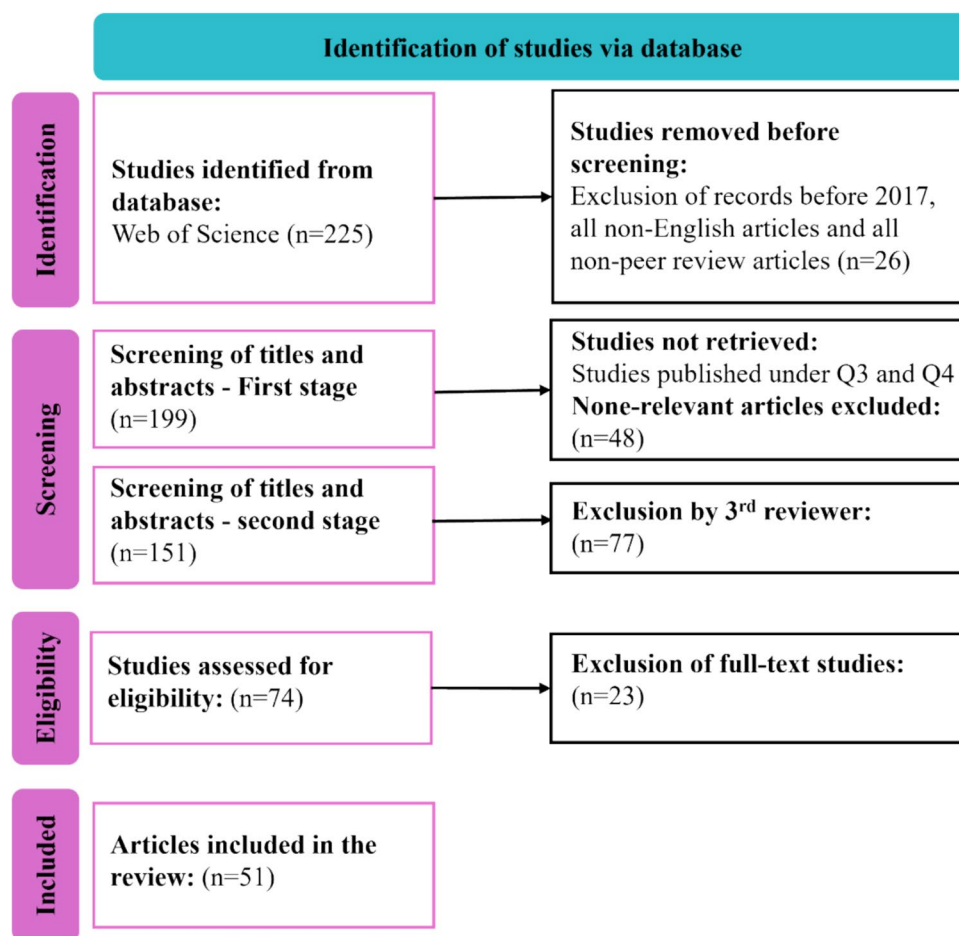 Identification of studies via database
Identification
Studies identified from
database:
Web of Science (n=225)
Studies removed before
screening:
Exclusion of records before 2017,
all non-English articles and all
non-peer review articles (n=26)
Screening
Screening of titles and
abstracts - First stage
(n=199)
Studies not retrieved:
Studies published under Q3 and Q4
None-relevant articles excluded:
(n=48)
Screening of titles and
abstracts - second stage
(n=151)
Exclusion by 3rd reviewer:
(n=77)
Eligibility
Studies assessed for
eligibility: (n=74)
Exclusion of full-text studies:
(n=23)
Included
Articles included in the
review: (n=51)